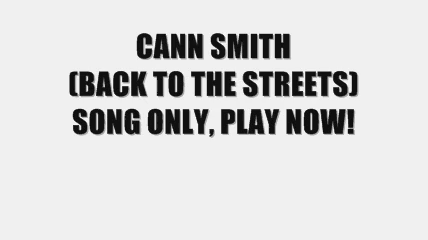 CANN SMITH
(BACK TO THE STREETS)
SONG ONLY, PLAY NOW!